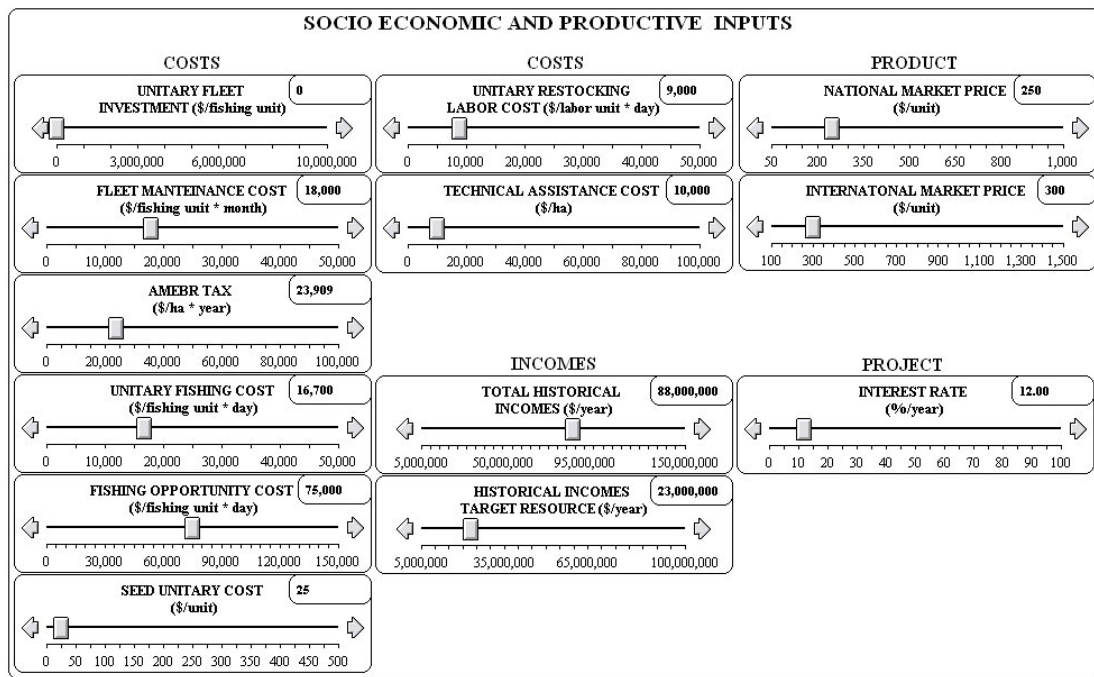 SOCIO ECONOMIC AND PRODUCTIVE INPUTS
COSTS
UNITARY FLEET
INVESTMENT ($/fishing unit)
0
0 3,000,000 6,000,000 10,000,000
FLEET MANTEINANCE COST
($/fishing unit * month)
18,000
0 10,000 20,000 30,000 40,000 50,000
AMEBR TAX
($/ha * year)
23,909
0 20,000 40,000 60,000 80,000 100,000
UNITARY FISHING COST
($/fishing unit * day)
16,700
0 10,000 20,000 30,000 40,000 50,000
FISHING OPPORTUNITY COST
($/fishing unit * day)
75,000
0 30,000 60,000 90,000 120,000 150,000
SEED UNITARY COST
($/unit)
25
0 50 100 150 200 250 300 350 400 450 500
COSTS
UNITARY RESTOCKING
LABOR COST ($/labor unit * day)
9,000
0 10,000 20,000 30,000 40,000 50,000
TECHNICAL ASSISTANCE COST
($/ha)
10,000
0 20,000 40,000 60,000 80,000 100,000
INCOMES
TOTAL HISTORICAL
INCOMES ($/year)
88,000,000
5,000,000 50,000,000 95,000,000 150,000,000
HISTORICAL INCOMES
TARGET RESOURCE ($/year)
23,000,000
5,000,000 35,000,000 65,000,000 100,000,000
PRODUCT
NATIONAL MARKET PRICE
($/unit)
250
50 200 350 500 650 800 1,000
INTERNATONAL MARKET PRICE
($/unit)
300
100 300 500 700 900 1,100 1,300 1,500
PROJECT
INTEREST RATE
(%/year)
12.00
0 10 20 30 40 50 60 70 80 90 100